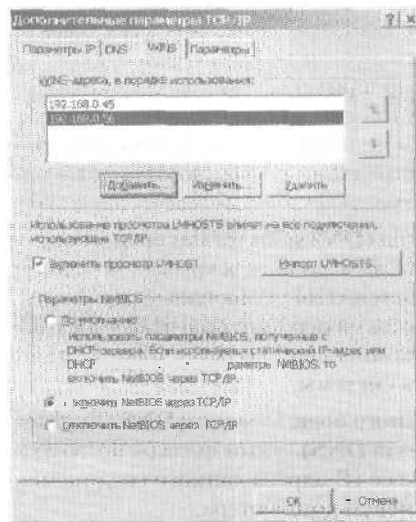 Дополнительные параметры TCP/IP
Параметры IP DNS WINS Параметры
WINS-адреса, в порядке использования:
192.168.0.45
192.168.0.56
Добавить... Изменить... Удалить
Использование просмотра LMHOSTS влияет на все подключения,
использующие TCP/IP.
Включить просмотр LMHOST Импорт LMHOSTS...
Параметры NetBIOS
По умолчанию
Использовать параметры NetBIOS, полученные с
DHCP-сервера. Если используется статический IP-адрес или
DHCP раметры NetBIOS, то
включить NetBIOS через TCP/IP.
включить NetBIOS через TCP/IP
Отключить NetBIOS через TCP/IP
OK Отмена